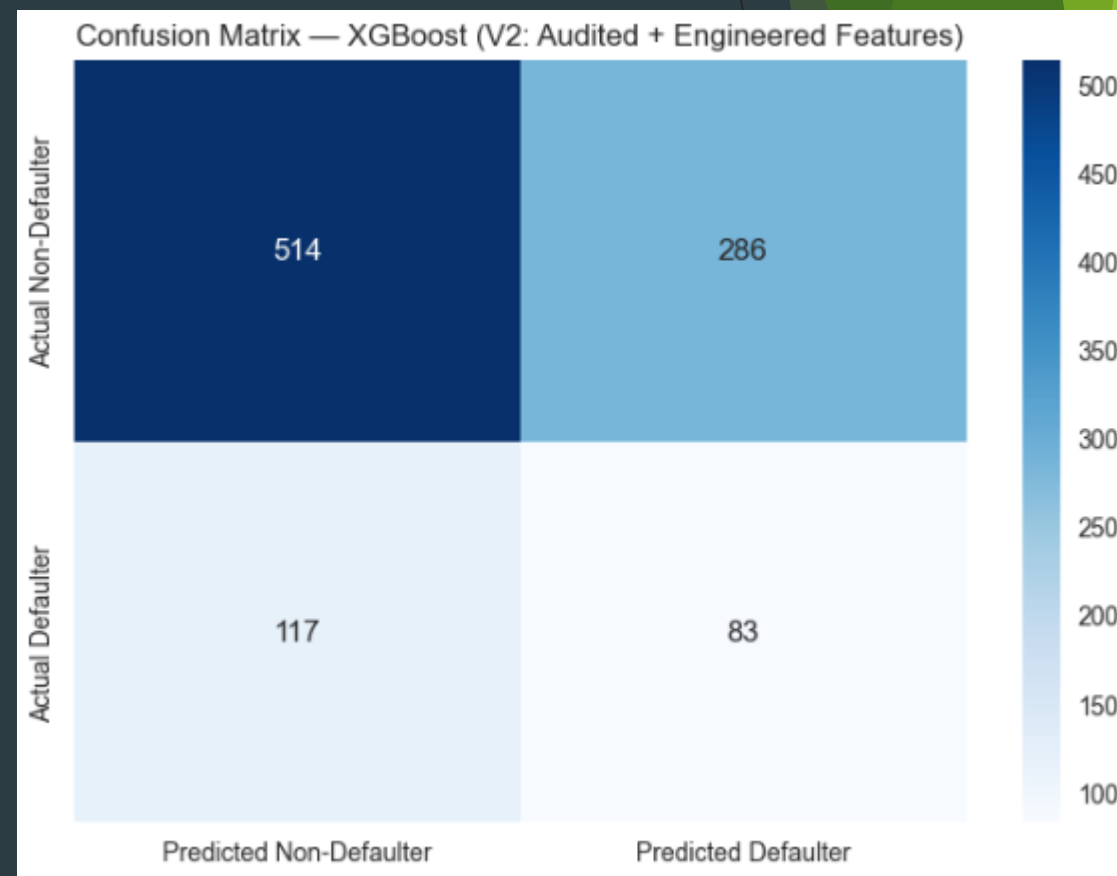 Confusion Matrix — XGBoost (V2: Audited + Engineered Features)
Actual Non-Defaulter
514
286
Actual Defaulter
117
83
Predicted Non-Defaulter
Predicted Defaulter
500
450
400
350
300
250
200
150
100